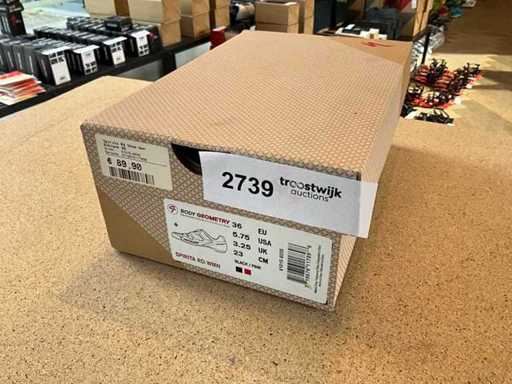 € 89.90
2739
troostwijk
auctions
BODY GEOMETRY
36 EU
5.75 USA
3.25 UK
23 CM
SPIRITA RD WMN
BLACK / PINK